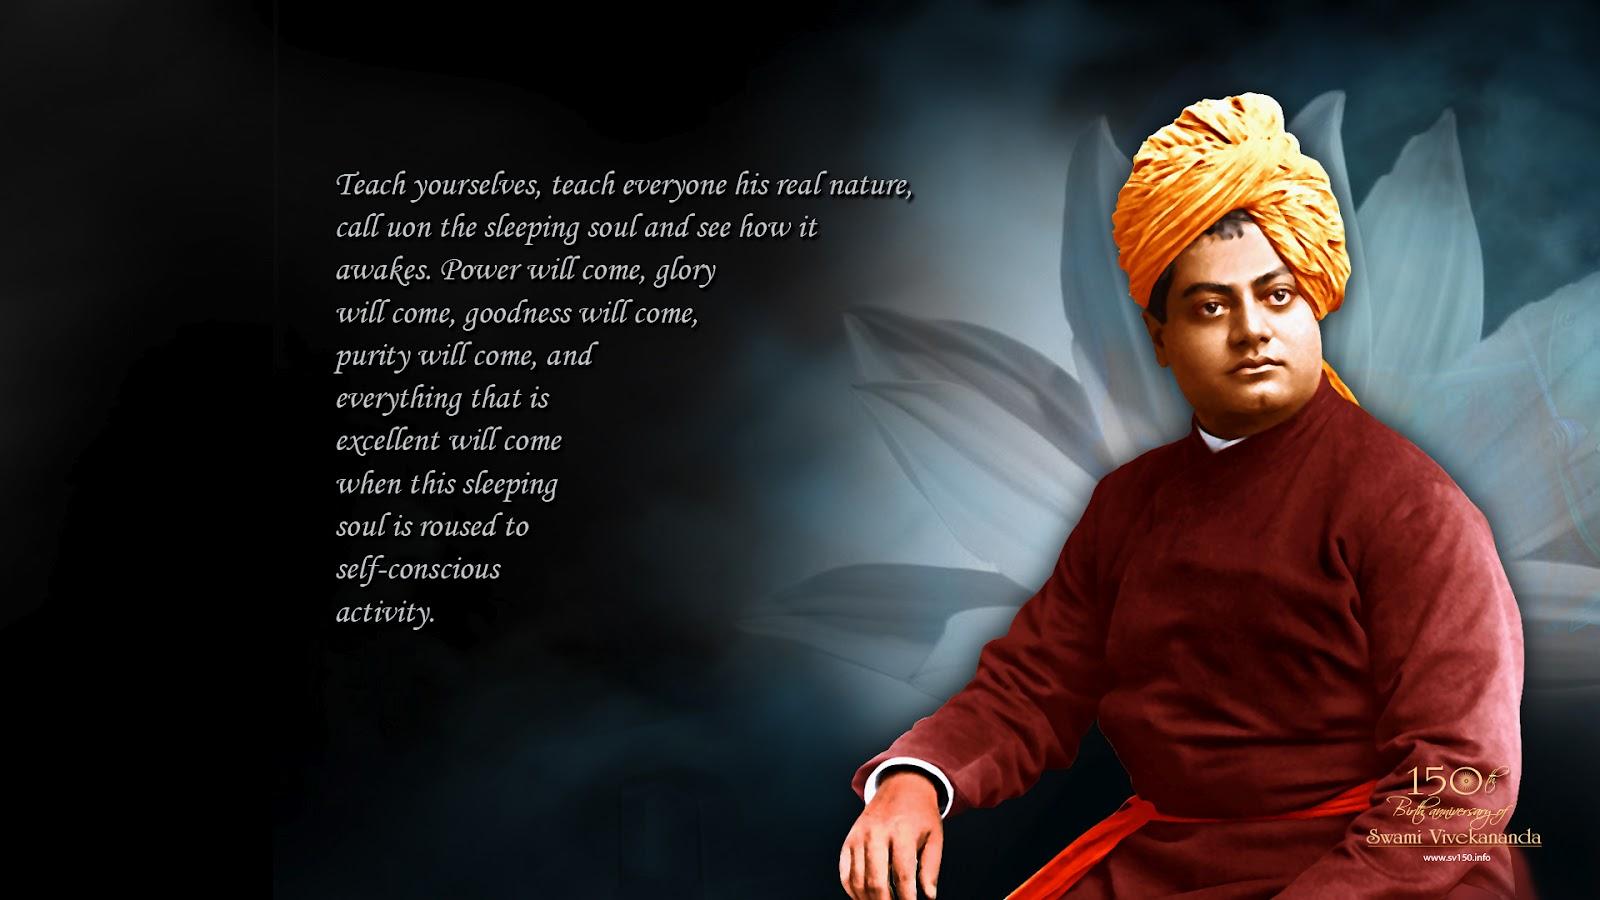 Teach yourselves, teach everyone his real nature,
call uon the sleeping soul and see how it
awakes. Power will come, glory
will come, goodness will come,
purity will come, and
everything that is
excellent will come
when this sleeping
soul is roused to
self-conscious
activity.
150th
Birth anniversary of
Swami Vivekananda
www.sv150.info